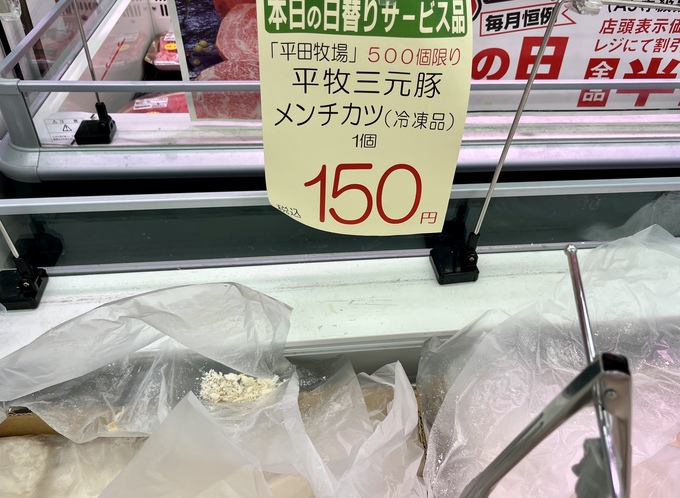 本日の日替りサービス品
「平田牧場」500個限り
平牧三元豚
メンチカツ(冷凍品)
1個
税込 150円
毎月恒例
の日
店頭表示価
レジにて割引
全品